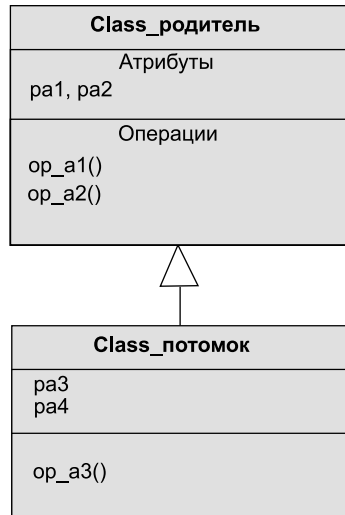 Class_родитель
Атрибуты
pa1, pa2
Операции
op_a1()
op_a2()
Class_потомок
pa3
pa4
op_a3()